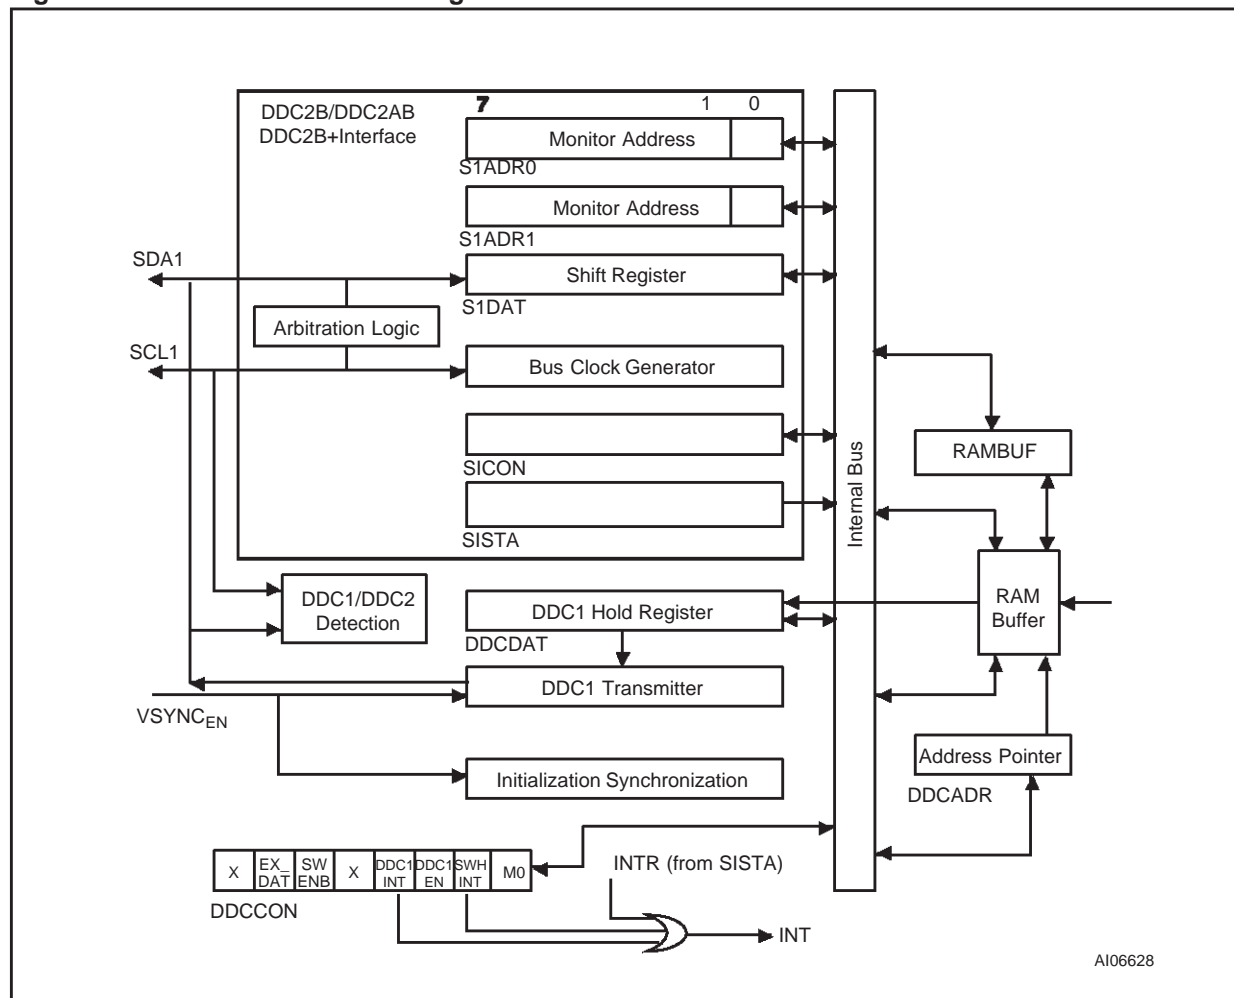 DDC2B/DDC2AB
DDC2B+Interface
7 1 0
Monitor Address
S1ADR0
Monitor Address
S1ADR1
SDA1
Shift Register
S1DAT
Arbitration Logic
SCL1
Bus Clock Generator
SICON
SISTA
Internal Bus
RAMBUF
RAM
Buffer
DDC1/DDC2
Detection
DDC1 Hold Register
DDCDAT
DDC1 Transmitter
VSYNCEN
Initialization Synchronization
Address Pointer
DDCADR
X
EX_
DAT
SW
ENB
X
DDC1
INT
DDC1
EN
SWH
INT
M0
DDCCON
INTR (from SISTA)
INT
AI06628